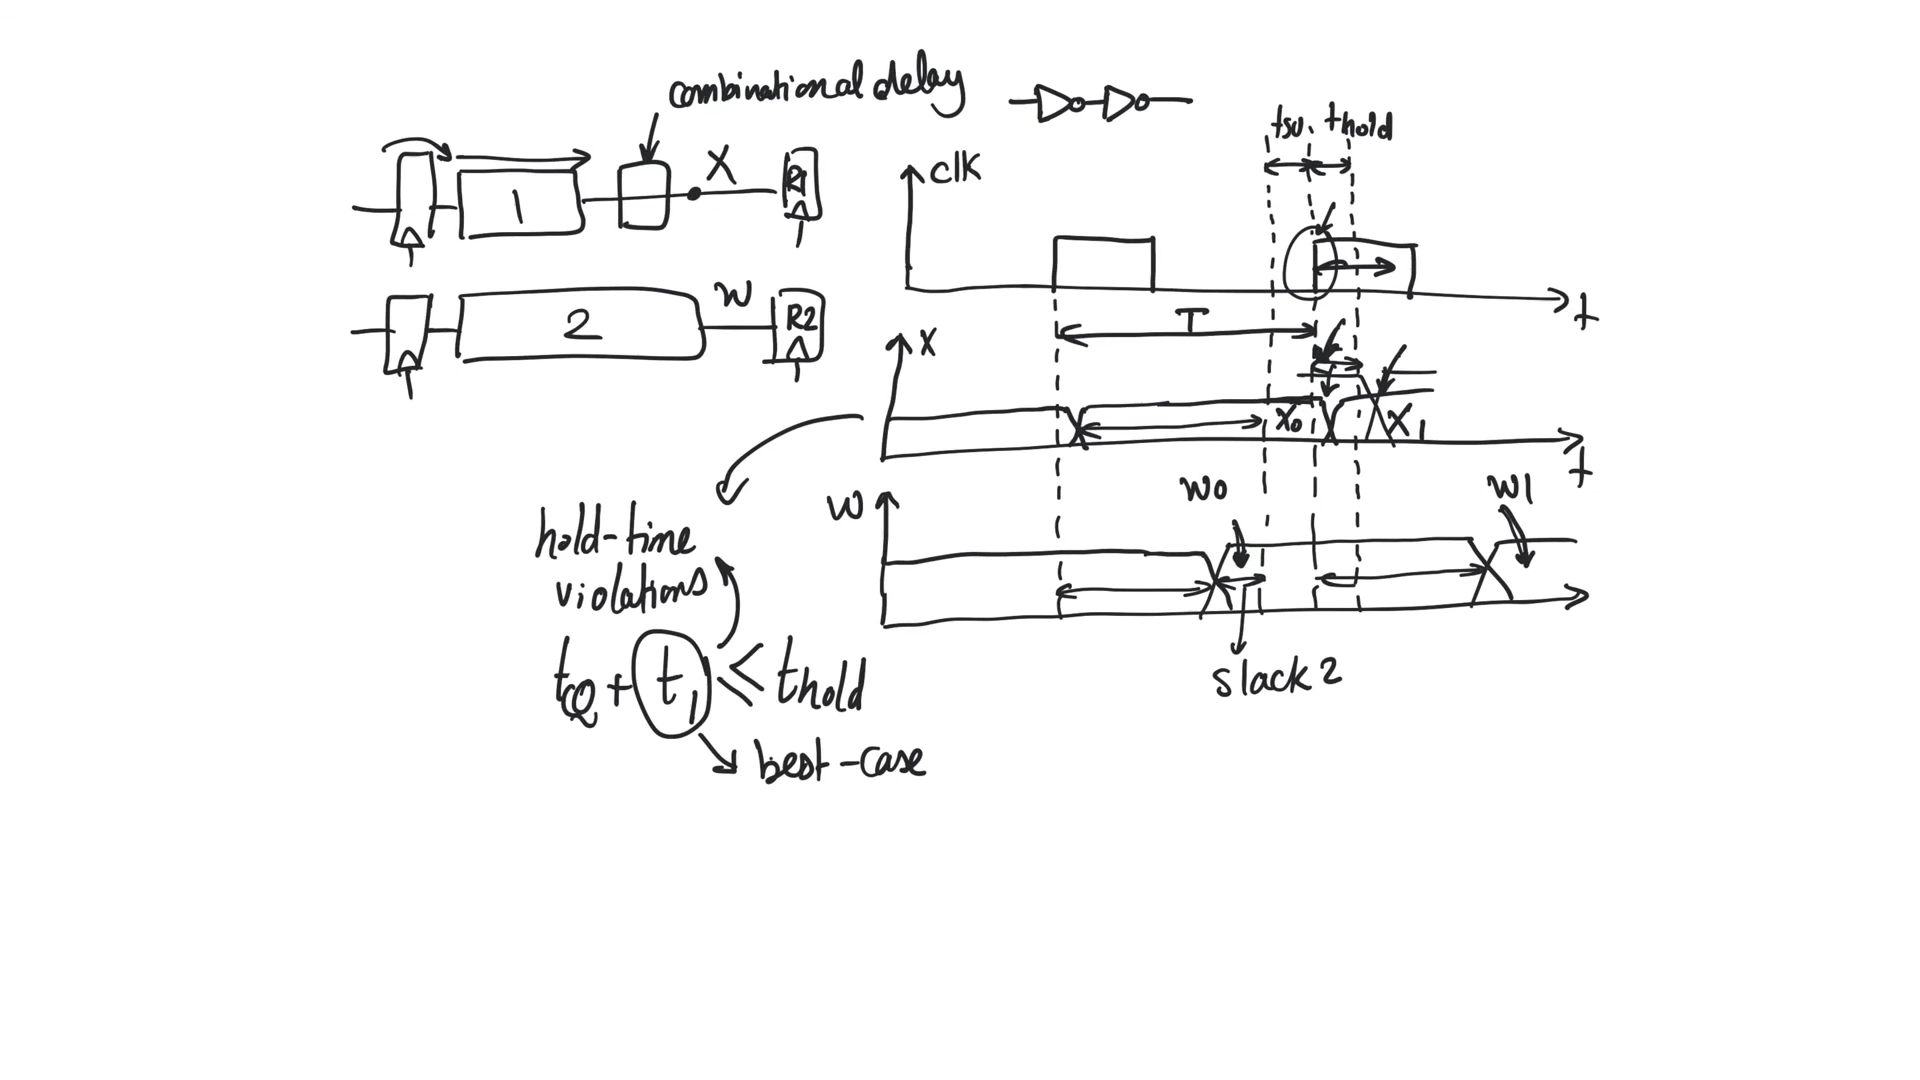 combinational delay
tsu. thold
clk
X
R1
1
t
T
W
R2
2
X
X0
X1
t
W
W0
W1
hold-time
violations
slack 2
tCQ + t1 ≤ thold
best-case